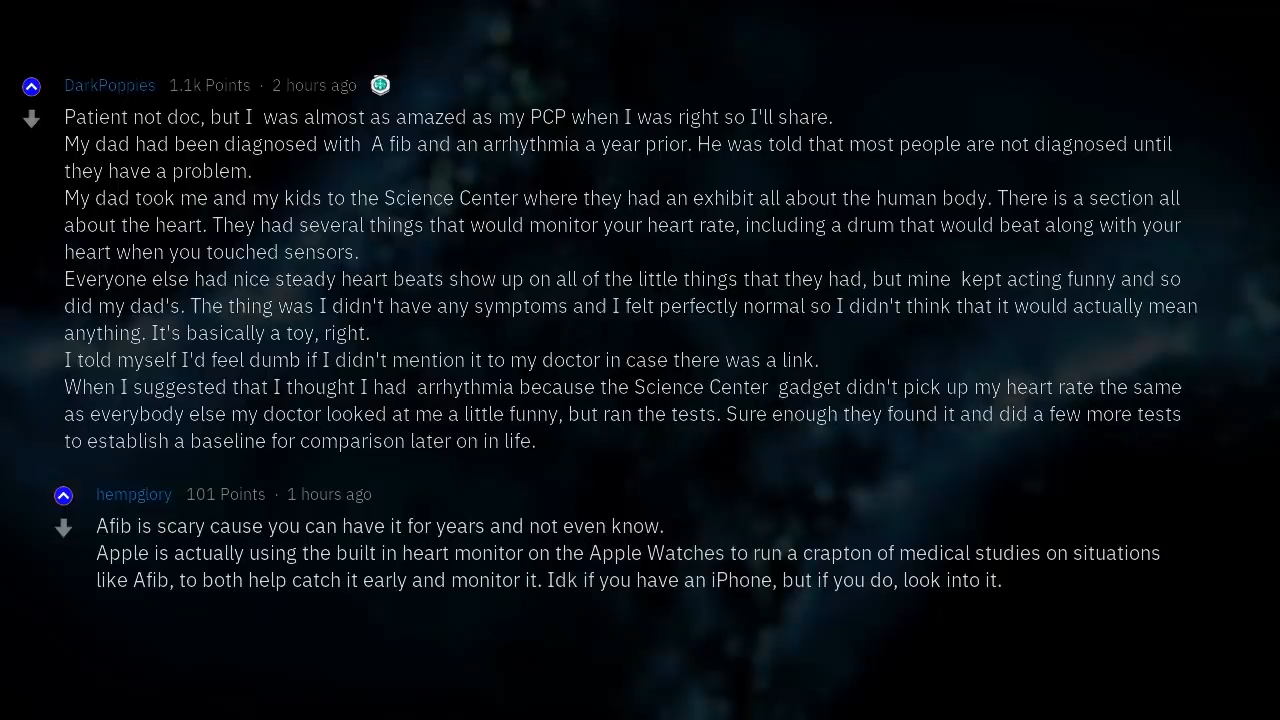 DarkPoppies 1.1k Points · 2 hours ago
Patient not doc, but I  was almost as amazed as my PCP when I was right so I'll share.
My dad had been diagnosed with  A fib and an arrhythmia a year prior. He was told that most people are not diagnosed until
they have a problem.
My dad took me and my kids to the Science Center where they had an exhibit all about the human body. There is a section all
about the heart. They had several things that would monitor your heart rate, including a drum that would beat along with your
heart when you touched sensors.
Everyone else had nice steady heart beats show up on all of the little things that they had, but mine  kept acting funny and so
did my dad's. The thing was I didn't have any symptoms and I felt perfectly normal so I didn't think that it would actually mean
anything. It's basically a toy, right.
I told myself I'd feel dumb if I didn't mention it to my doctor in case there was a link.
When I suggested that I thought I had  arrhythmia because the Science Center  gadget didn't pick up my heart rate the same
as everybody else my doctor looked at me a little funny, but ran the tests. Sure enough they found it and did a few more tests
to establish a baseline for comparison later on in life.
hempglory 101 Points · 1 hours ago
Afib is scary cause you can have it for years and not even know.
Apple is actually using the built in heart monitor on the Apple Watches to run a crapton of medical studies on situations
like Afib, to both help catch it early and monitor it. Idk if you have an iPhone, but if you do, look into it.